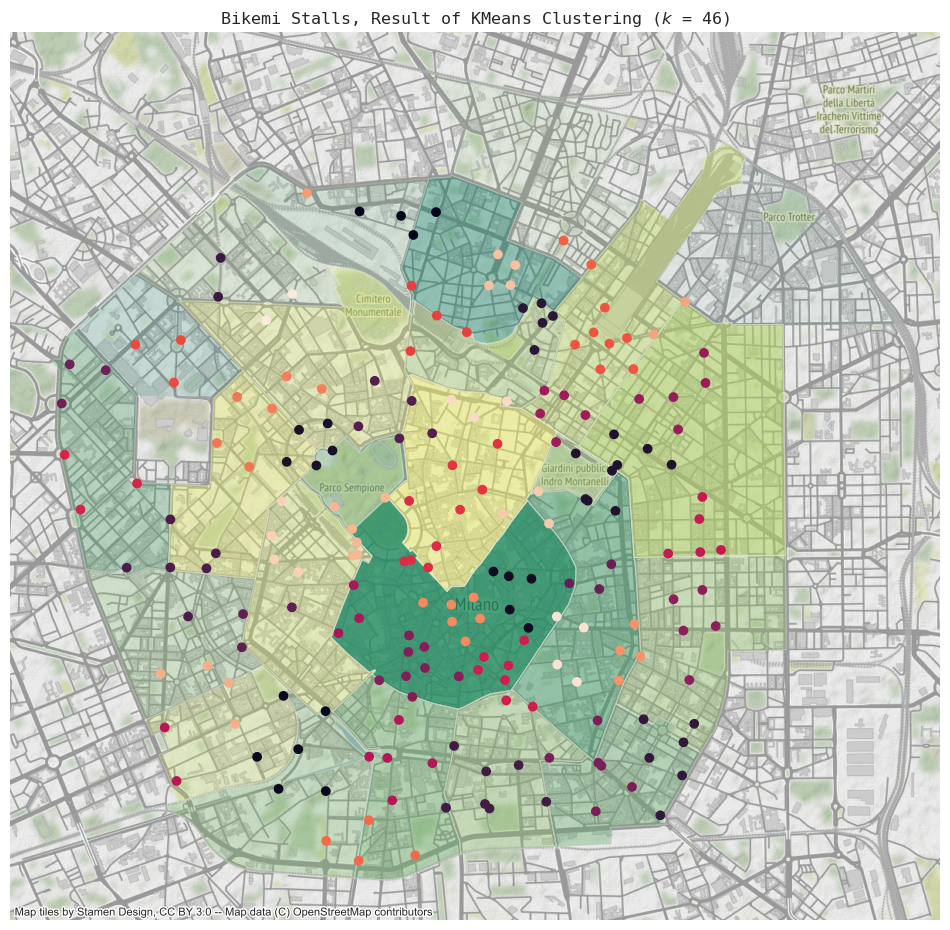 Bikemi Stalls, Result of KMeans Clustering (k = 46)
Parco Martiri
della Libertà
Iracheni Vittime
del Terrorismo
Parco Trotter
Cimitero
Monumentale
Giardini pubblici
Indro Montanelli
Parco Sempione
Milano
Map tiles by Stamen Design, CC BY 3.0 -- Map data (C) OpenStreetMap contributors